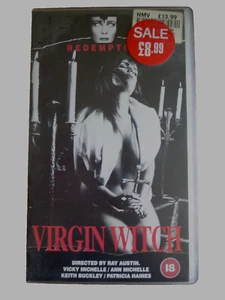 HMV £13.99
SALE
£8.99
REDEMPTI
VIRGIN WITCH
DIRECTED BY RAY AUSTIN.
VICKY MICHELLE / ANN MICHELLE
KEITH BUCKLEY / PATRICIA HAINES
18